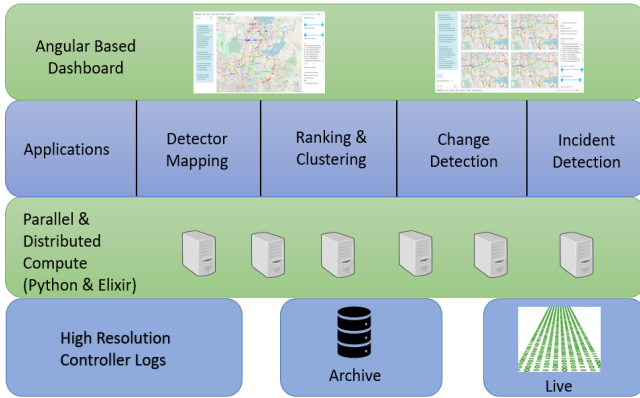 Angular Based
Dashboard
Applications
Detector
Mapping
Ranking &
Clustering
Change
Detection
Incident
Detection
Parallel &
Distributed
Compute
(Python & Elixir)
High Resolution
Controller Logs
Archive
Live